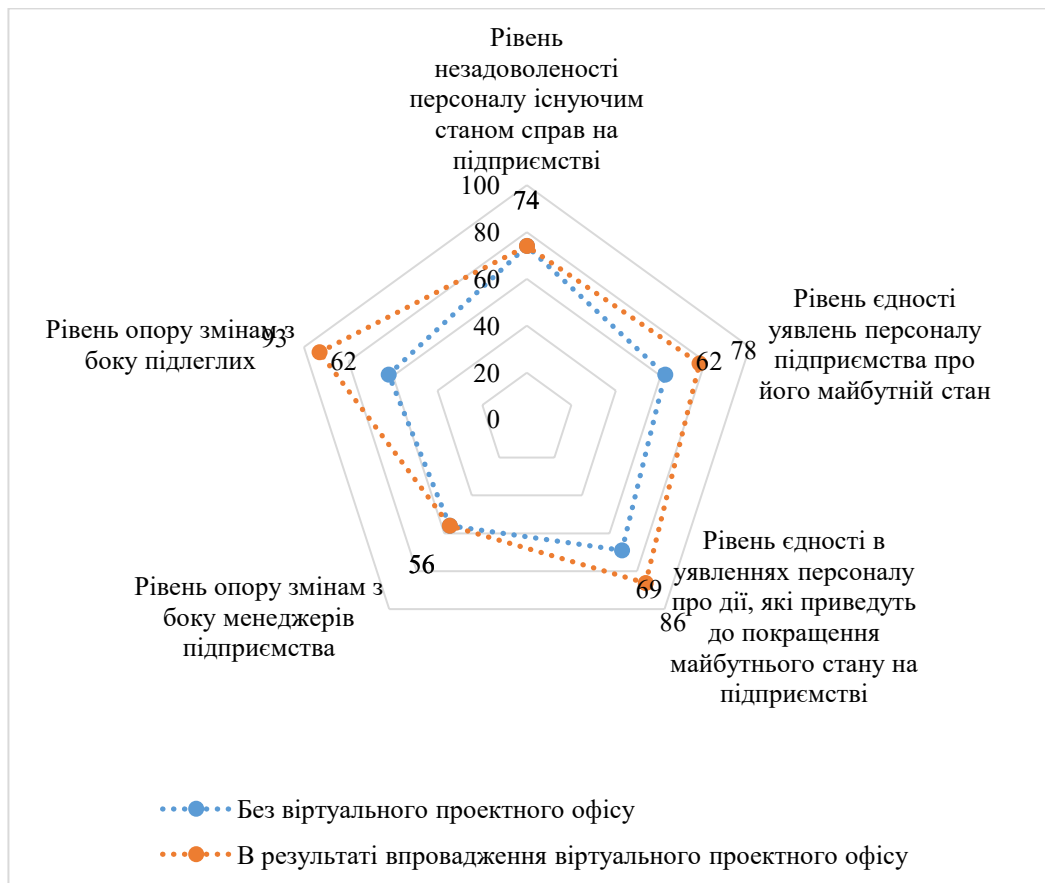 Рівень
незадоволеності
персоналу існуючим
станом справ на
підприємстві
100
74
80
60
40
20
0
Рівень єдності
уявлень персоналу
підприємства про
його майбутній стан
62
78
Рівень єдності в
уявленнях персоналу
про дії, які приведуть
до покращення
майбутнього стану на
підприємстві
69
86
Рівень опору змінам з
боку менеджерів
підприємства
56
Рівень опору змінам з
боку підлеглих
93
62
Без віртуального проектного офісу
В результаті впровадження віртуального проектного офісу